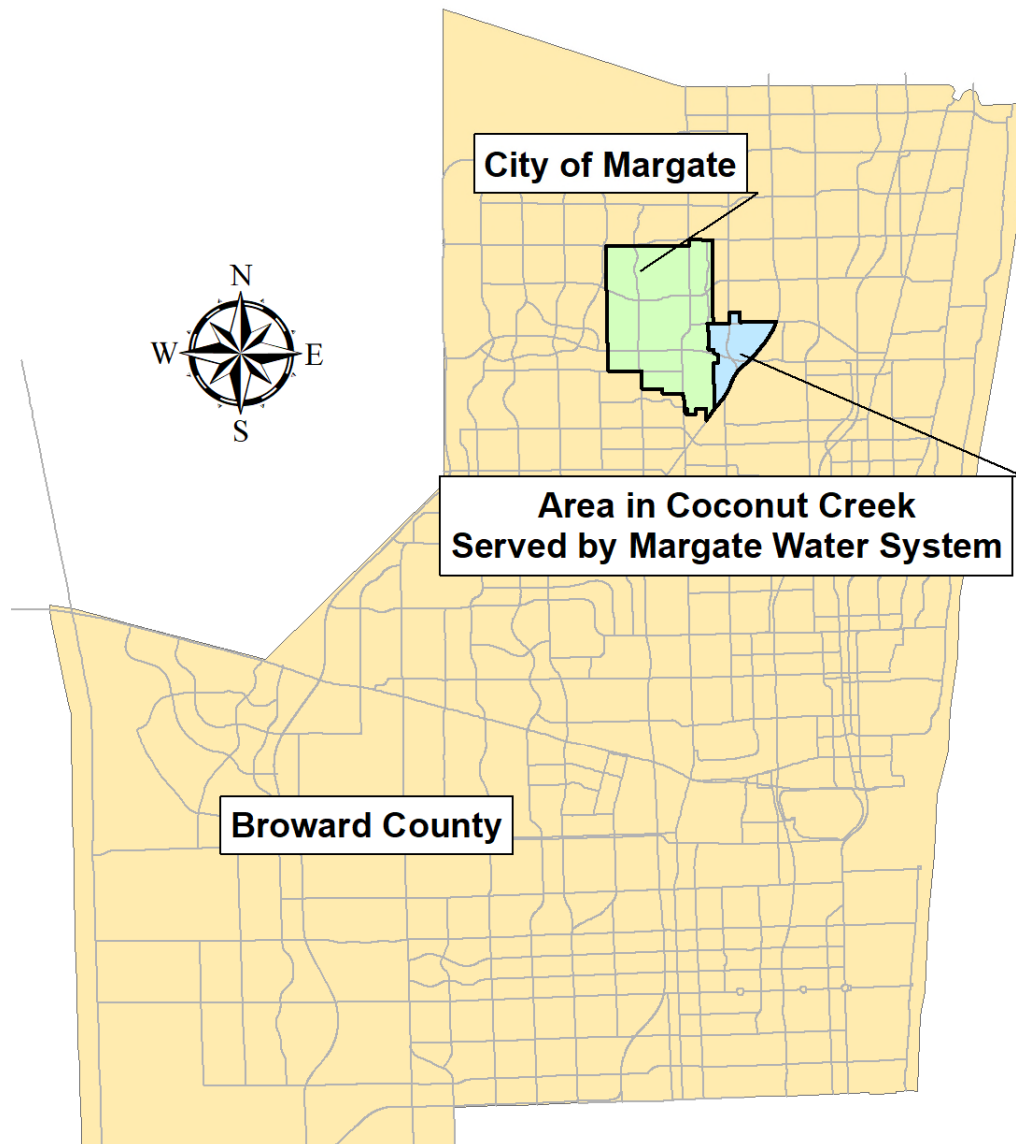 City of Margate
N
W
E
S
Area in Coconut Creek
Served by Margate Water System
Broward County